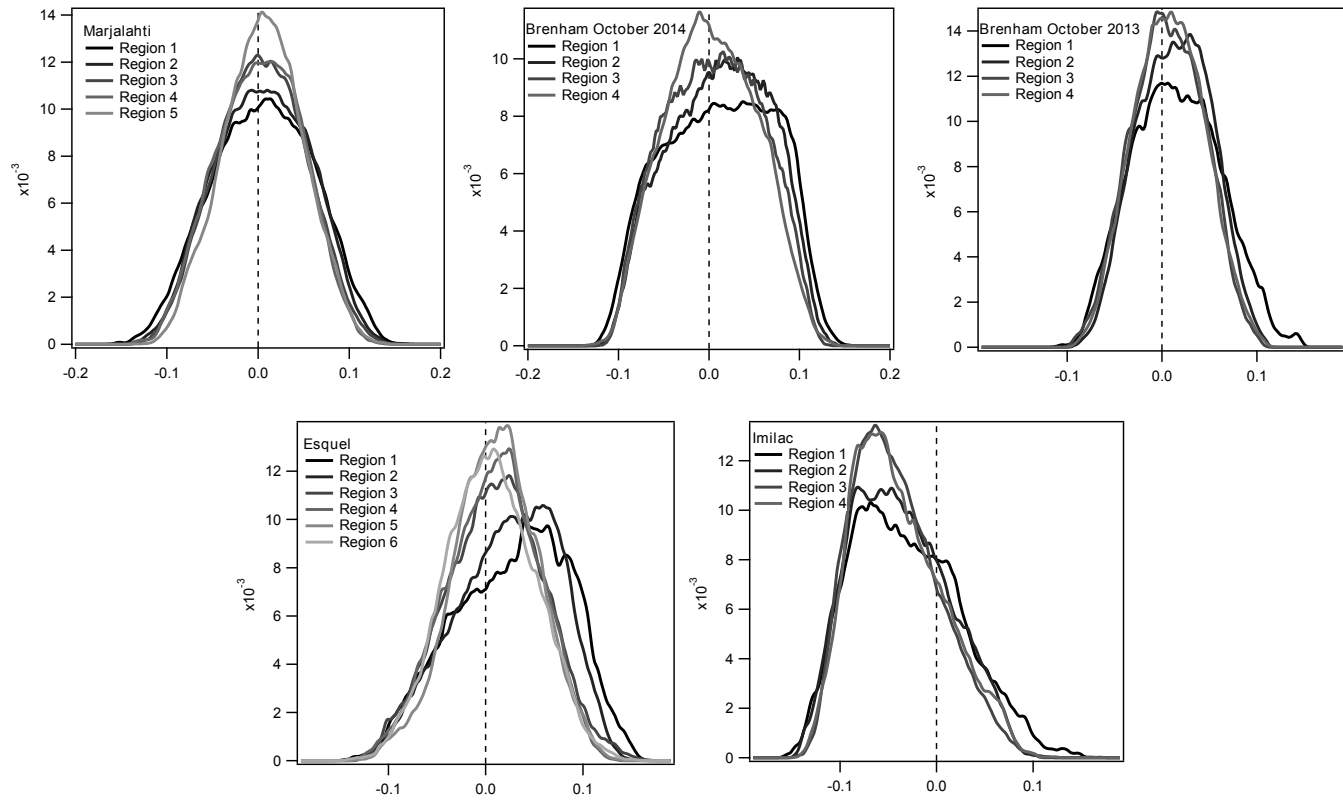 Marjalahti
Region 1
Region 2
Region 3
Region 4
Region 5
14
12
10
8
6
4
2
0
x10⁻³
-0.2
-0.1
0.0
0.1
0.2
Brenham October 2014
Region 1
Region 2
Region 3
Region 4
10
8
6
4
2
0
x10⁻³
-0.2
-0.1
0.0
0.1
0.2
Brenham October 2013
Region 1
Region 2
Region 3
Region 4
14
12
10
8
6
4
2
0
x10⁻³
-0.1
0.0
0.1
Esquel
Region 1
Region 2
Region 3
Region 4
Region 5
Region 6
12
10
8
6
4
2
0
x10⁻³
-0.1
0.0
0.1
Imilac
Region 1
Region 2
Region 3
Region 4
12
10
8
6
4
2
0
x10⁻³
-0.1
0.0
0.1